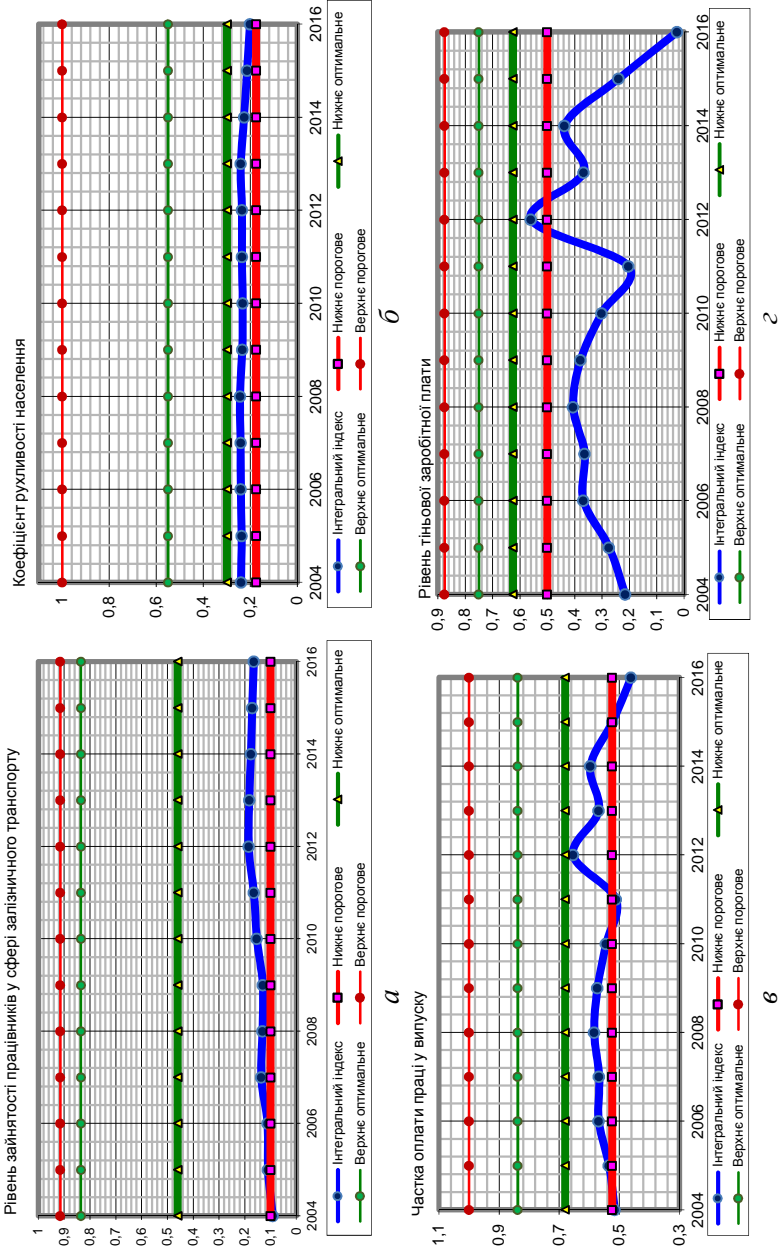 Рівень зайнятості працівників у сфері залізничного транспорту
1
0,9
0,8
0,7
0,6
0,5
0,4
0,3
0,2
0,1
0
2004 2006 2008 2010 2012 2014 2016
Інтегральний індекс Нижнє порогове Нижнє оптимальне
Верхнє оптимальне Верхнє порогове
а
Коефіцієнт рухливості населення
1
0,8
0,6
0,4
0,2
0
2004 2006 2008 2010 2012 2014 2016
Інтегральний індекс Нижнє порогове Нижнє оптимальне
Верхнє оптимальне Верхнє порогове
б
Частка оплати праці у випуску
1,1
0,9
0,7
0,5
0,3
2004 2006 2008 2010 2012 2014 2016
Інтегральний індекс Нижнє порогове Нижнє оптимальне
Верхнє оптимальне Верхнє порогове
в
Рівень тіньової заробітної плати
0,9
0,8
0,7
0,6
0,5
0,4
0,3
0,2
0,1
0
2004 2006 2008 2010 2012 2014 2016
Інтегральний індекс Нижнє порогове Нижнє оптимальне
Верхнє оптимальне Верхнє порогове
г